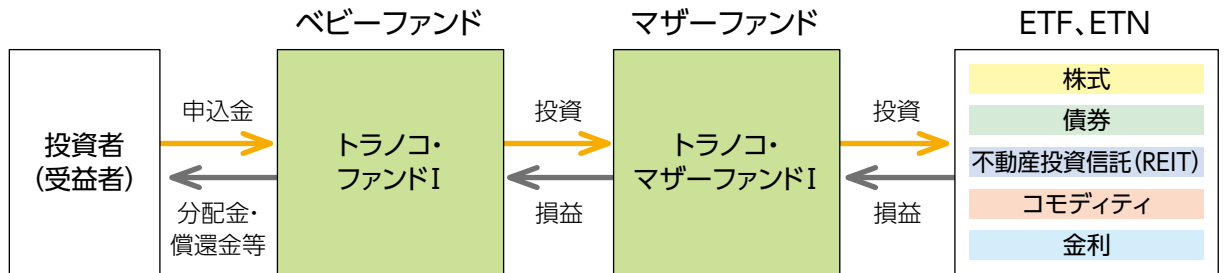 ベビーファンド
マザーファンド
ETF、ETN
投資者
(受益者)
申込金
分配金・
償還金等
トラノコ・
ファンドI
投資
損益
トラノコ・
マザーファンドI
投資
損益
株式
債券
不動産投資信託(REIT)
コモディティ
金利